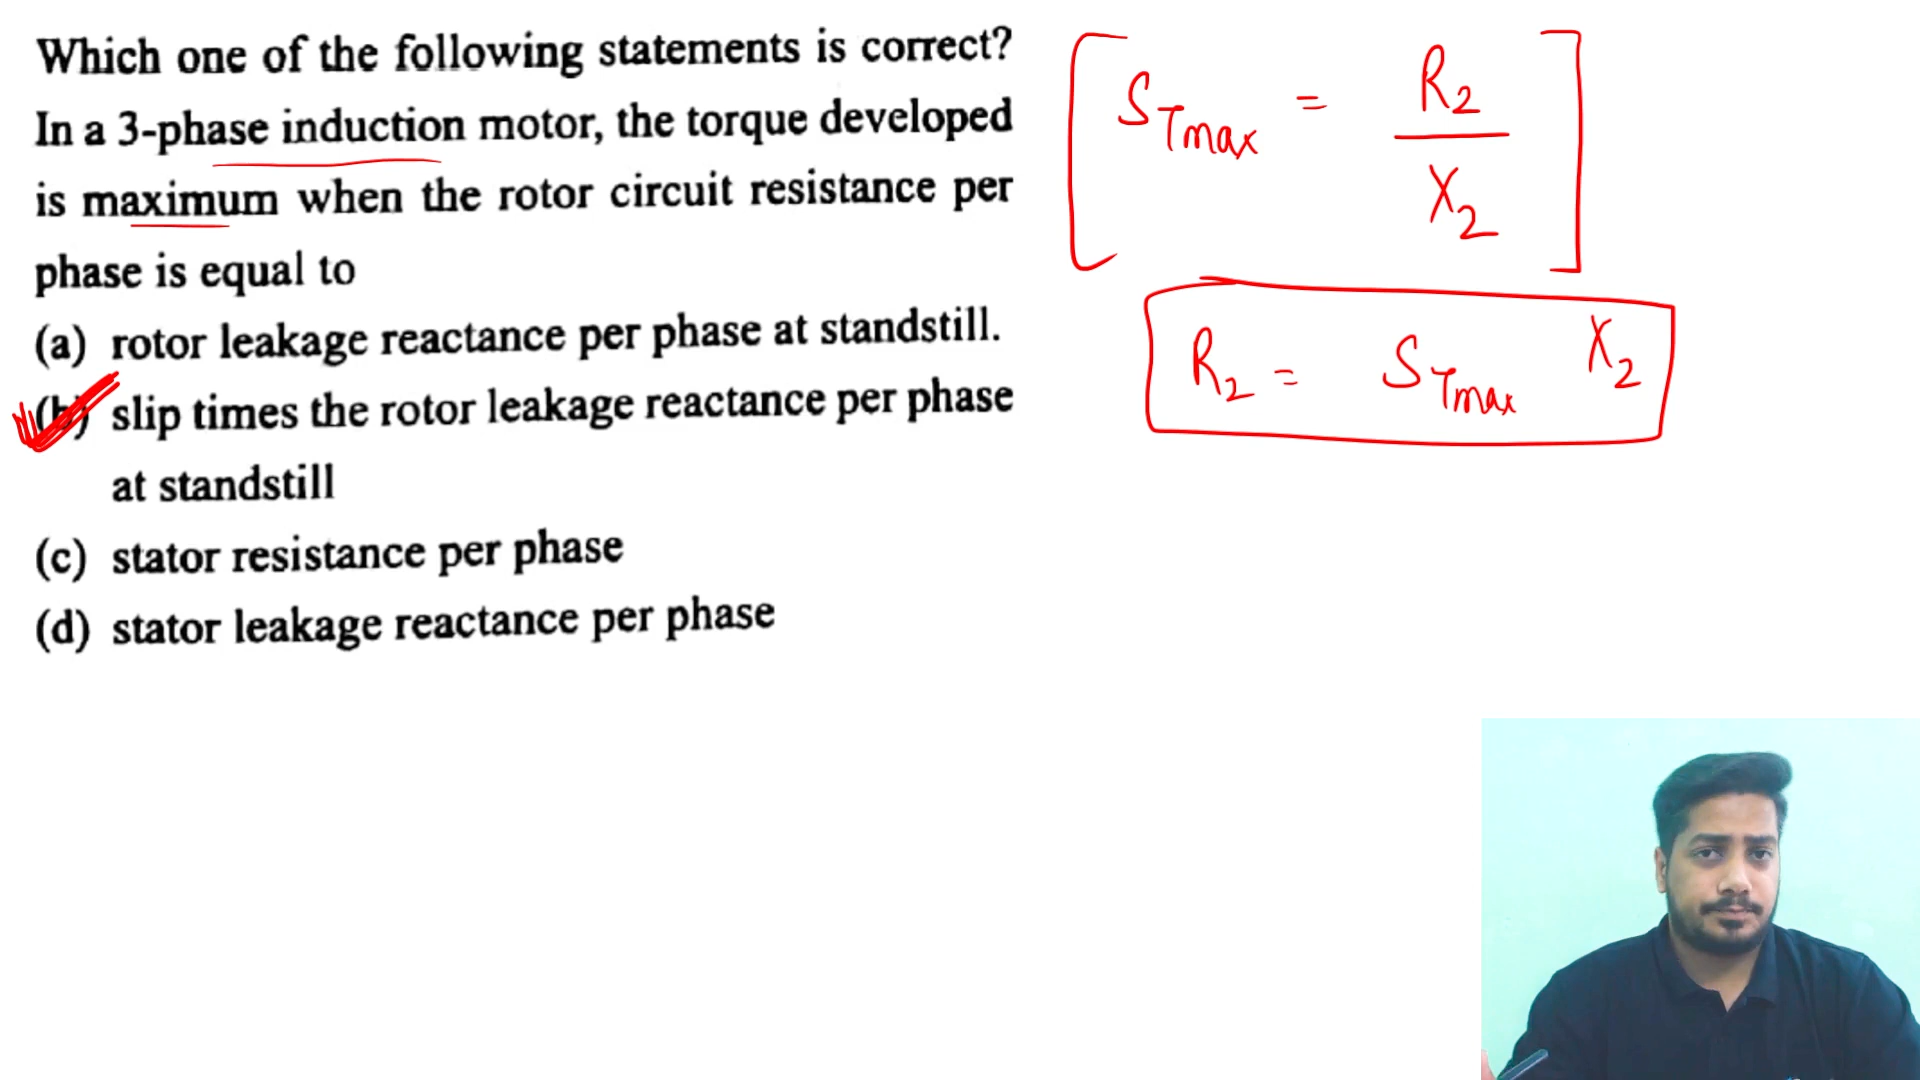 Which one of the following statements is correct?
In a 3-phase induction motor, the torque developed
is maximum when the rotor circuit resistance per
phase is equal to
(a) rotor leakage reactance per phase at standstill.
(b) slip times the rotor leakage reactance per phase
at standstill
(c) stator resistance per phase
(d) stator leakage reactance per phase
S_Tmax = R_2 / X_2
R_2 = S_Tmax X_2